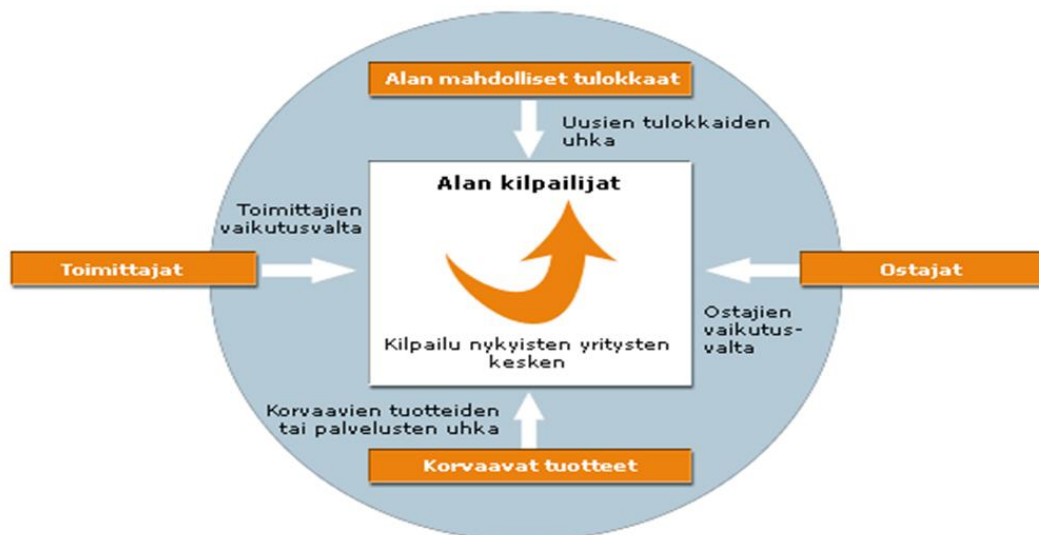 Alan mahdolliset tulokkaat
Uusien tulokkaiden
uhka
Alan kilpailijat
Toimittajien
vaikutusvalta
Toimittajat
Ostajat
Ostajien
vaikutus-
valta
Kilpailu nykyisten yritysten
kesken
Korvaavien tuotteiden
tai palvelusten uhka
Korvaavat tuotteet